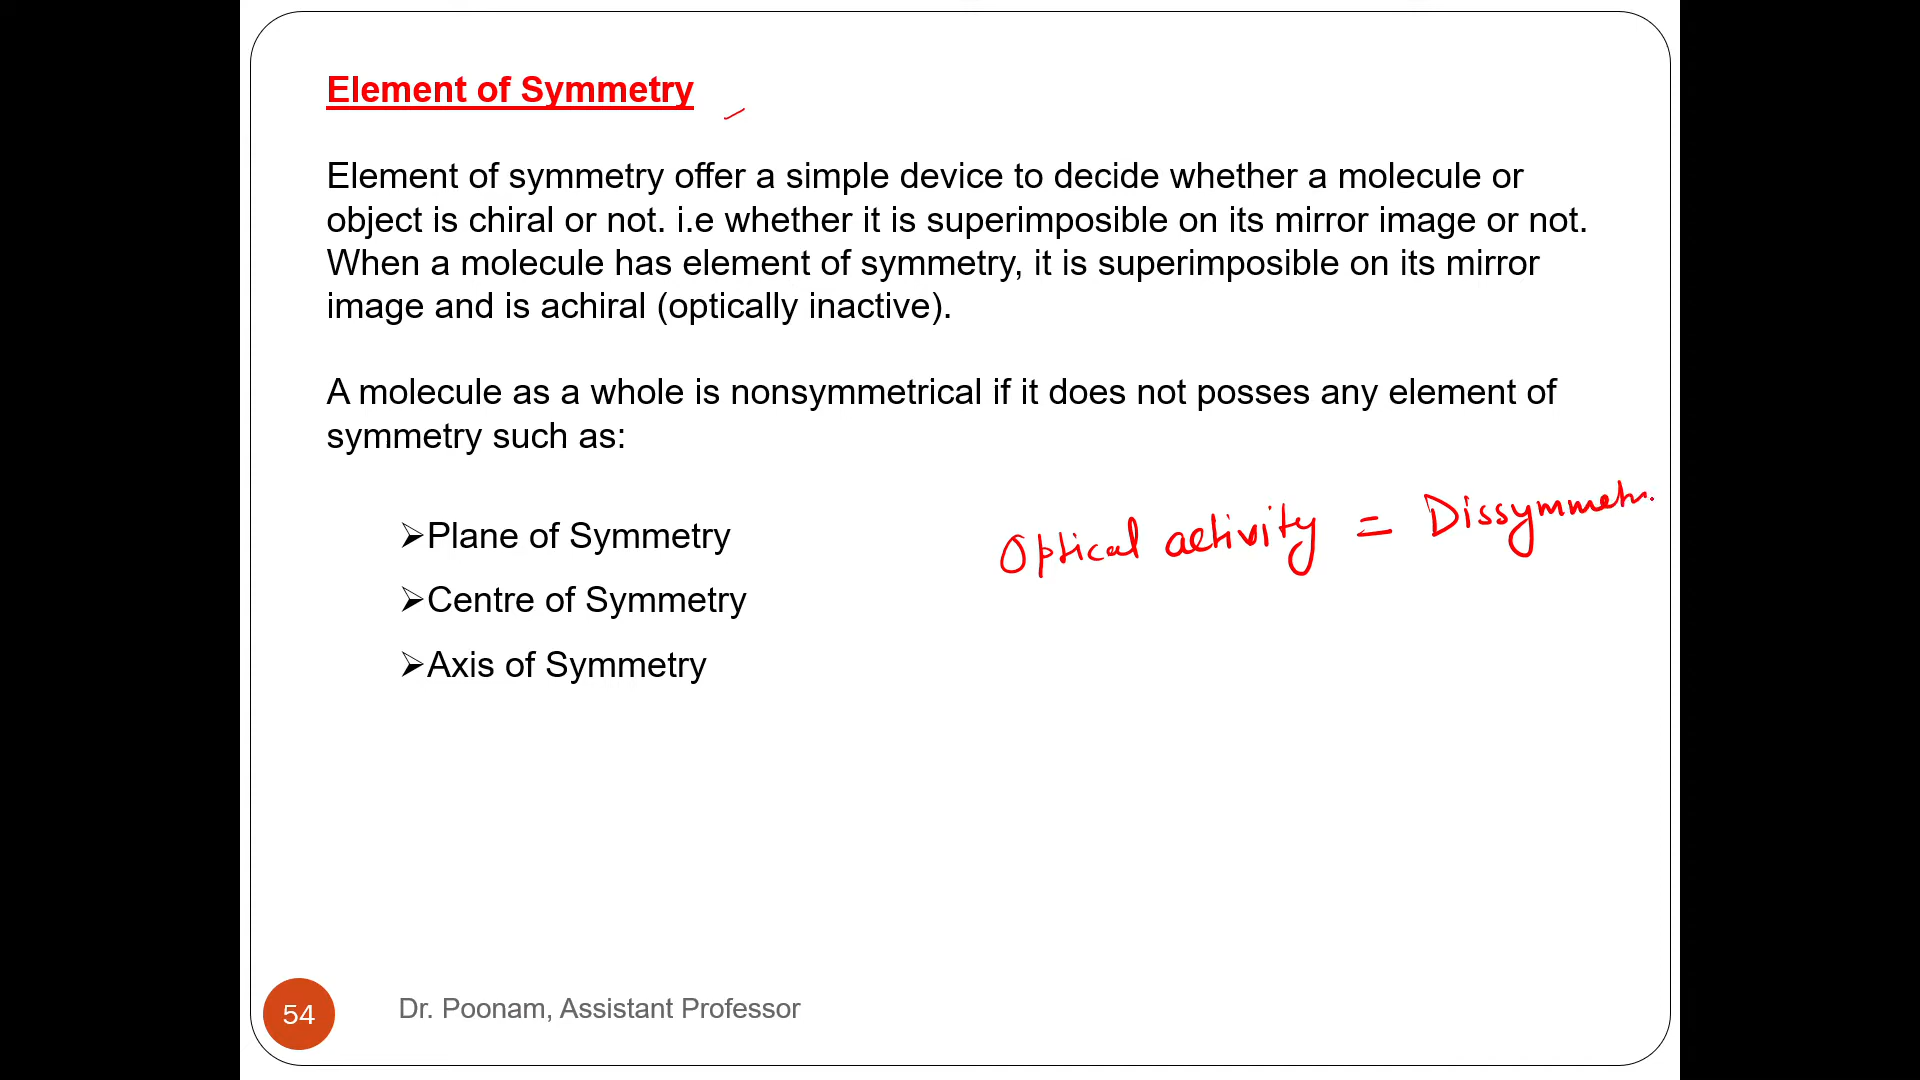 Element of Symmetry
Element of symmetry offer a simple device to decide whether a molecule or
object is chiral or not. i.e whether it is superimposible on its mirror image or not.
When a molecule has element of symmetry, it is superimposible on its mirror
image and is achiral (optically inactive).
A molecule as a whole is nonsymmetrical if it does not posses any element of
symmetry such as:
➢Plane of Symmetry
Optical activity = Dissymmetr.
➢Centre of Symmetry
➢Axis of Symmetry
54
Dr. Poonam, Assistant Professor